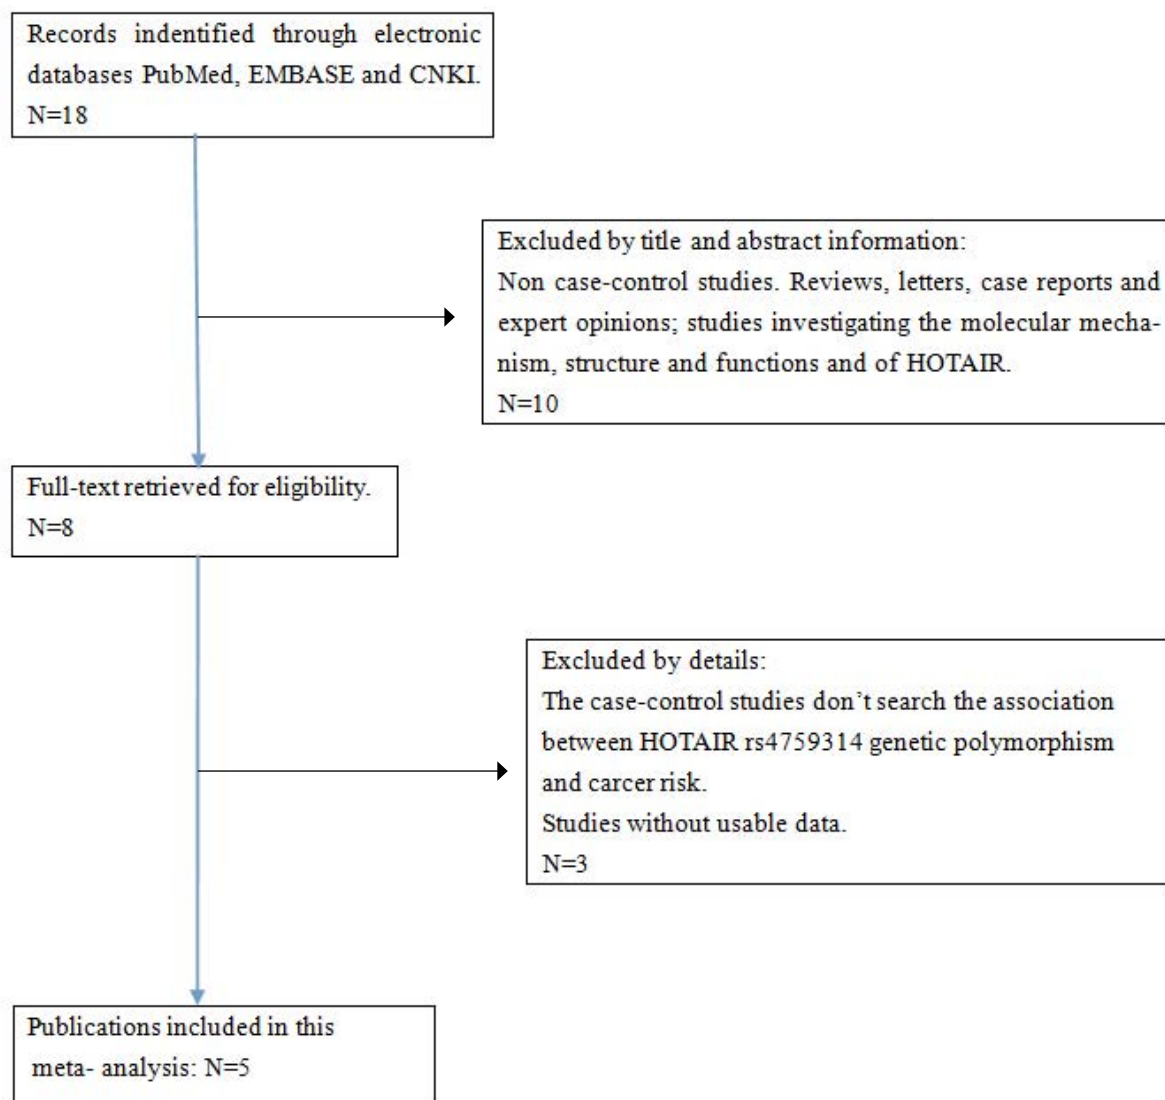 Records indentified through electronic
databases PubMed, EMBASE and CNKI.
N=18
Excluded by title and abstract information:
Non case-control studies. Reviews, letters, case reports and
expert opinions; studies investigating the molecular mecha-
nism, structure and functions and of HOTAIR.
N=10
Full-text retrieved for eligibility.
N=8
Excluded by details:
The case-control studies don’t search the association
between HOTAIR rs4759314 genetic polymorphism
and carcer risk.
Studies without usable data.
N=3
Publications included in this
meta- analysis: N=5